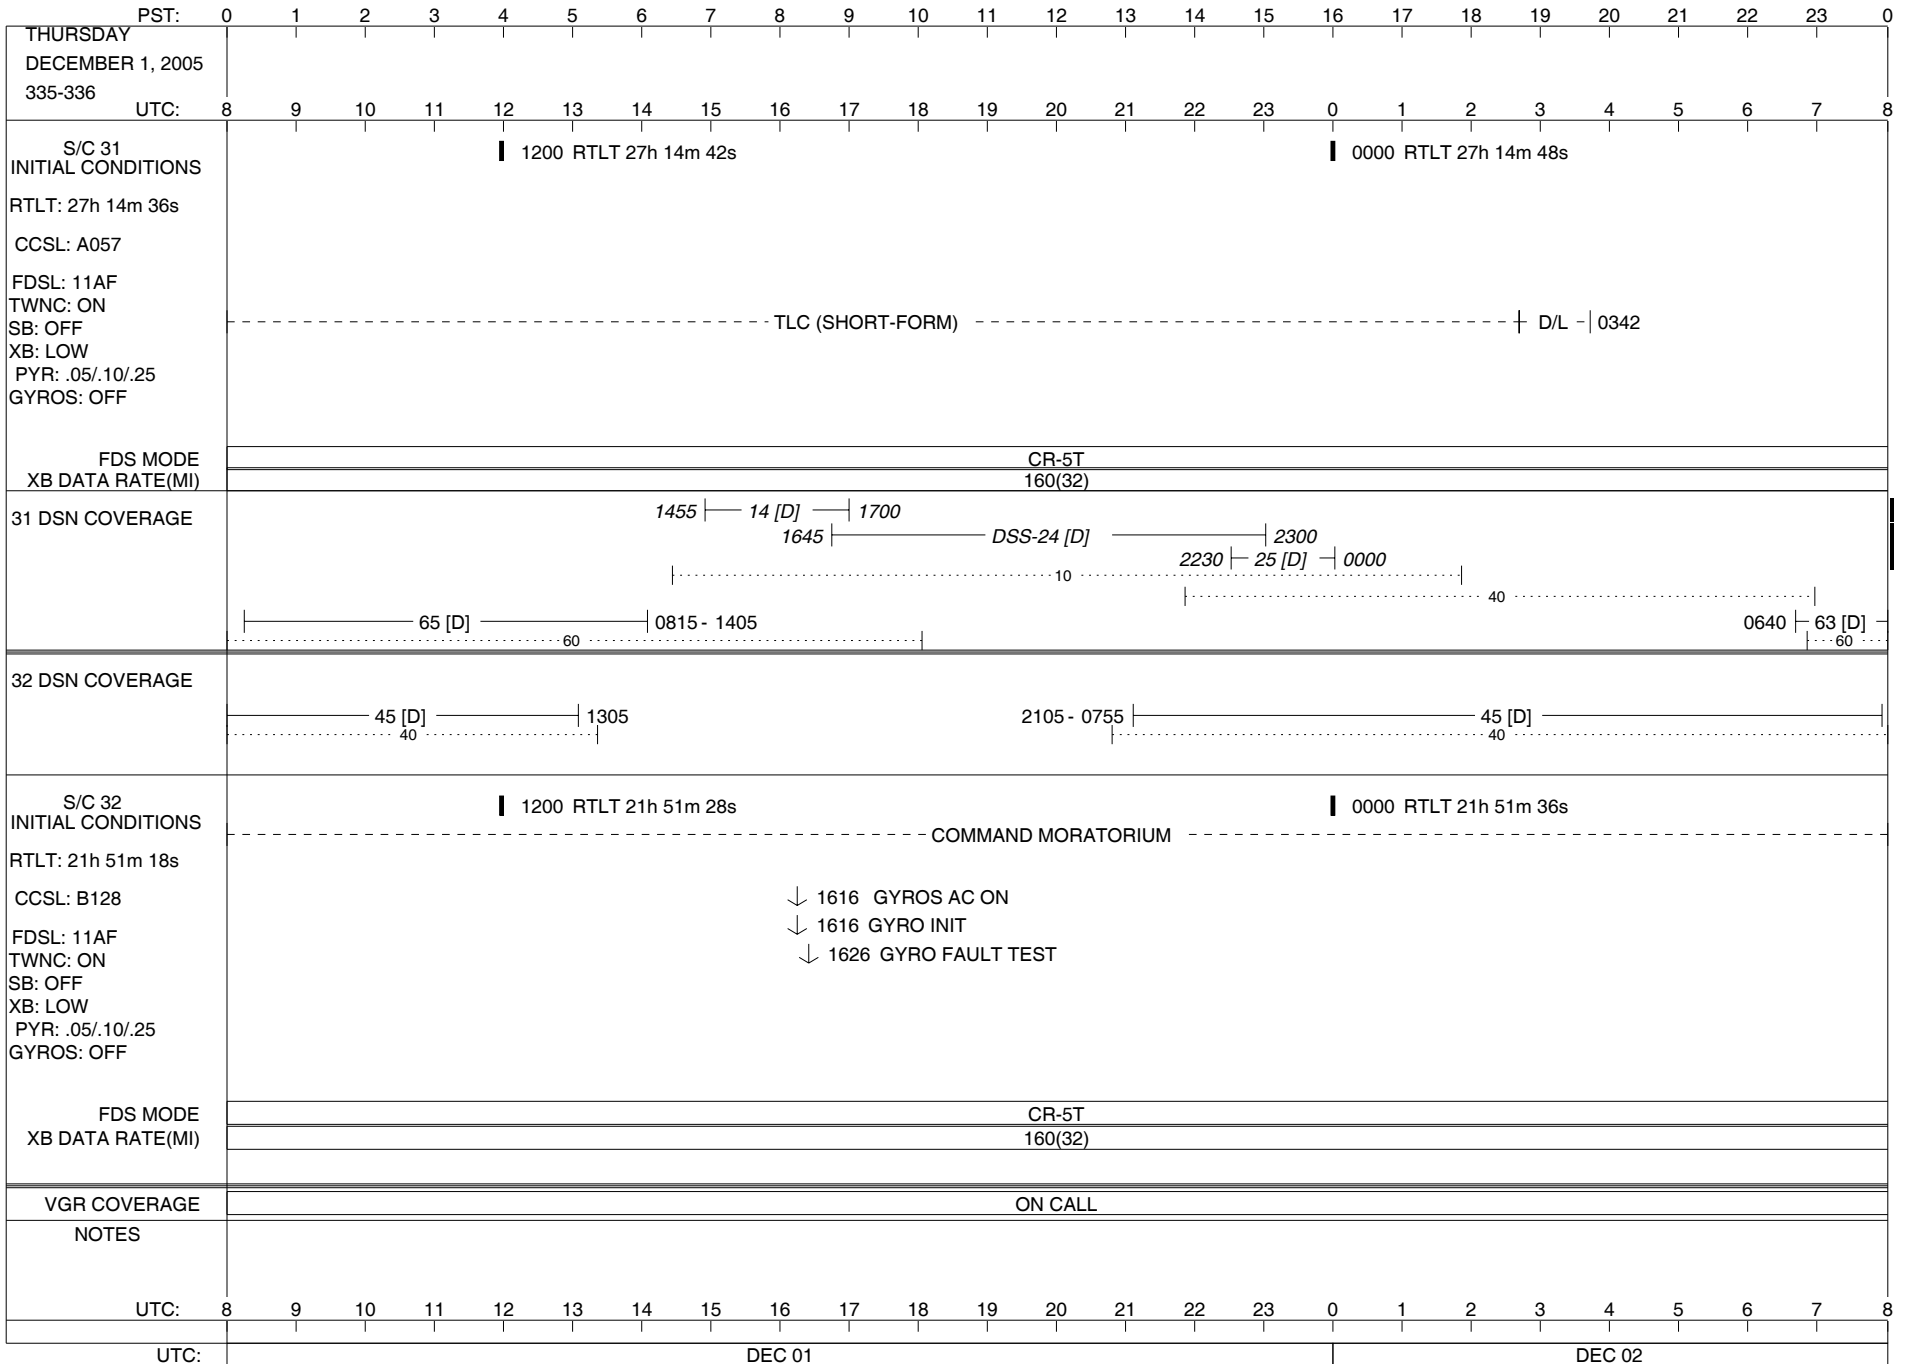 PST: 0 1 2 3 4 5 6 7 8 9 10 11 12 13 14 15 16 17 18 19 20 21 22 23 0
THURSDAY
DECEMBER 1, 2005
335-336
UTC: 8 9 10 11 12 13 14 15 16 17 18 19 20 21 22 23 0 1 2 3 4 5 6 7 8
S/C 31
INITIAL CONDITIONS
1200 RTLT 27h 14m 42s
0000 RTLT 27h 14m 48s
RTLT: 27h 14m 36s
CCSL: A057
FDSL: 11AF
TWNC: ON
SB: OFF
TLC (SHORT-FORM) D/L 0342
XB: LOW
PYR: .05/.10/.25
GYROS: OFF
FDS MODE CR-5T
XB DATA RATE(MI) 160(32)
31 DSN COVERAGE
1455 14 [D] 1700
1645 DSS-24 [D] 2300
2230 25 [D] 0000
10
40
65 [D] 0815 - 1405
0640 63 [D]
60 60
32 DSN COVERAGE
45 [D] 1305
2105 - 0755 45 [D]
40 40
S/C 32
INITIAL CONDITIONS
1200 RTLT 21h 51m 28s
0000 RTLT 21h 51m 36s
COMMAND MORATORIUM
RTLT: 21h 51m 18s
CCSL: B128
1616 GYROS AC ON
1616 GYRO INIT
1626 GYRO FAULT TEST
FDSL: 11AF
TWNC: ON
SB: OFF
XB: LOW
PYR: .05/.10/.25
GYROS: OFF
FDS MODE CR-5T
XB DATA RATE(MI) 160(32)
VGR COVERAGE ON CALL
NOTES
UTC: 8 9 10 11 12 13 14 15 16 17 18 19 20 21 22 23 0 1 2 3 4 5 6 7 8
UTC: DEC 01 DEC 02